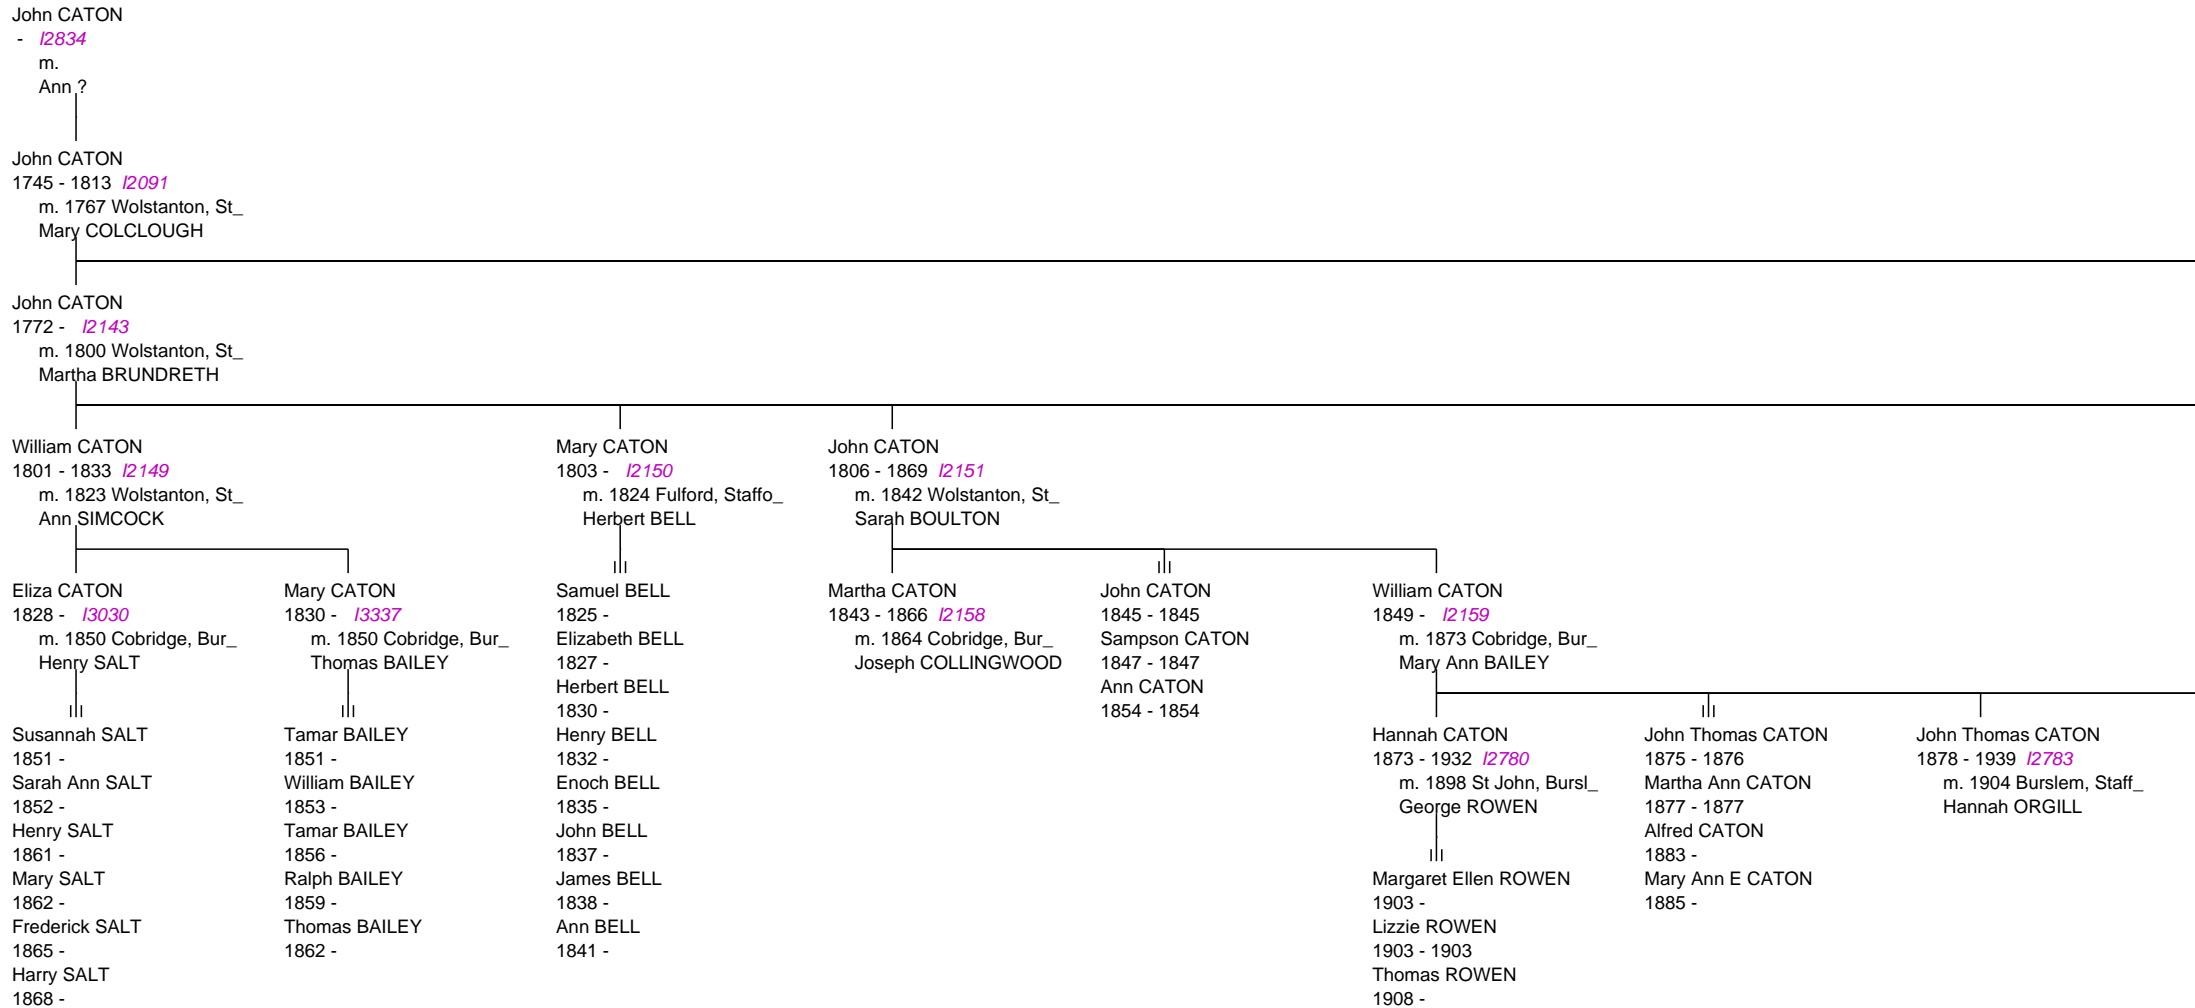 John CATON
- I2834
m.
Ann ?
John CATON
1745 - 1813 I2091
m. 1767 Wolstanton, St_
Mary COLCLOUGH
John CATON
1772 - I2143
m. 1800 Wolstanton, St_
Martha BRUNDRETH
William CATON
1801 - 1833 I2149
m. 1823 Wolstanton, St_
Ann SIMCOCK
Mary CATON
1803 - I2150
m. 1824 Fulford, Staffo_
Herbert BELL
John CATON
1806 - 1869 I2151
m. 1842 Wolstanton, St_
Sarah BOULTON
Eliza CATON
1828 - I3030
m. 1850 Cobridge, Bur_
Henry SALT
Mary CATON
1830 - I3337
m. 1850 Cobridge, Bur_
Thomas BAILEY
Samuel BELL
1825 -
Elizabeth BELL
1827 -
Herbert BELL
1830 -
Henry BELL
1832 -
Enoch BELL
1835 -
John BELL
1837 -
James BELL
1838 -
Ann BELL
1841 -
Martha CATON
1843 - 1866 I2158
m. 1864 Cobridge, Bur_
Joseph COLLINGWOOD
John CATON
1845 - 1845
Sampson CATON
1847 - 1847
Ann CATON
1854 - 1854
William CATON
1849 - I2159
m. 1873 Cobridge, Bur_
Mary Ann BAILEY
Susannah SALT
1851 -
Sarah Ann SALT
1852 -
Henry SALT
1861 -
Mary SALT
1862 -
Frederick SALT
1865 -
Harry SALT
1868 -
Tamar BAILEY
1851 -
William BAILEY
1853 -
Tamar BAILEY
1856 -
Ralph BAILEY
1859 -
Thomas BAILEY
1862 -
Hannah CATON
1873 - 1932 I2780
m. 1898 St John, Bursl_
George ROWEN
John Thomas CATON
1875 - 1876
Martha Ann CATON
1877 - 1877
Alfred CATON
1883 -
Mary Ann E CATON
1885 -
John Thomas CATON
1878 - 1939 I2783
m. 1904 Burslem, Staff_
Hannah ORGILL
Margaret Ellen ROWEN
1903 -
Lizzie ROWEN
1903 - 1903
Thomas ROWEN
1908 -